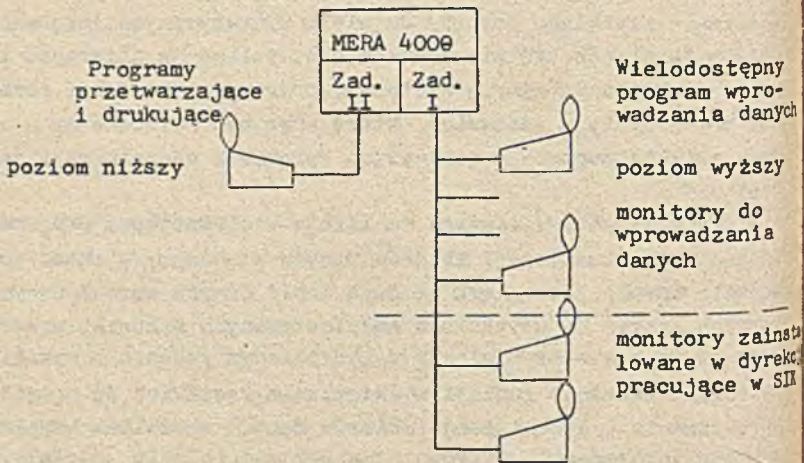 MERA 4000
Zad. II
Zad. I
Programy
przetwarzające
i drukujące
poziom niższy
Wielodostępny
program wpro-
wadzania danych
poziom wyższy
monitory do
wprowadzania
danych
monitory zainsta
lowane w dyrekc
pracujące w